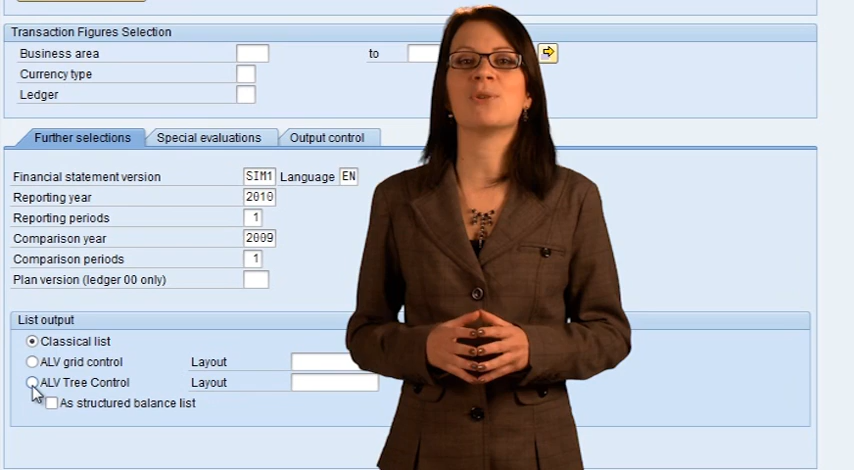 Transaction Figures Selection
Business area to
Currency type
Ledger
Further selections Special evaluations Output control
Financial statement version SIM1 Language EN
Reporting year 2010
Reporting periods 1
Comparison year 2009
Comparison periods 1
Plan version (ledger 00 only)
List output
Classical list
ALV grid control Layout
ALV Tree Control Layout
As structured balance list